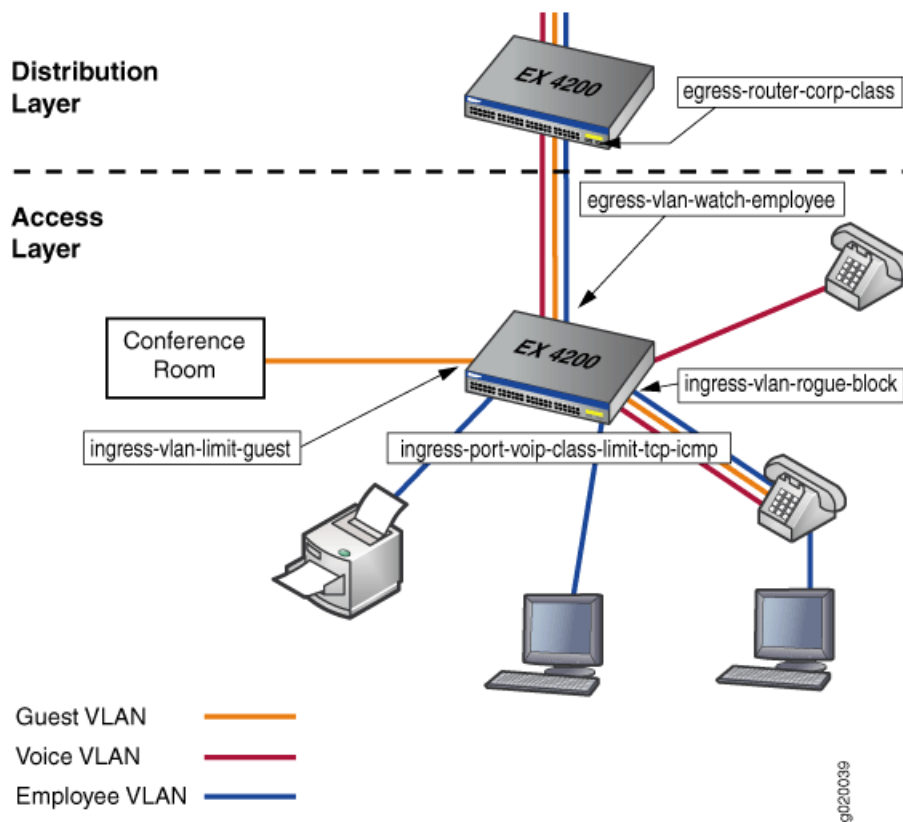 Distribution
Layer
EX 4200
egress-router-corp-class
egress-vlan-watch-employee
Access
Layer
Conference
Room
EX 4200
ingress-vlan-rogue-block
ingress-vlan-limit-guest
ingress-port-voip-class-limit-tcp-icmp
Guest VLAN
Voice VLAN
Employee VLAN
g020039